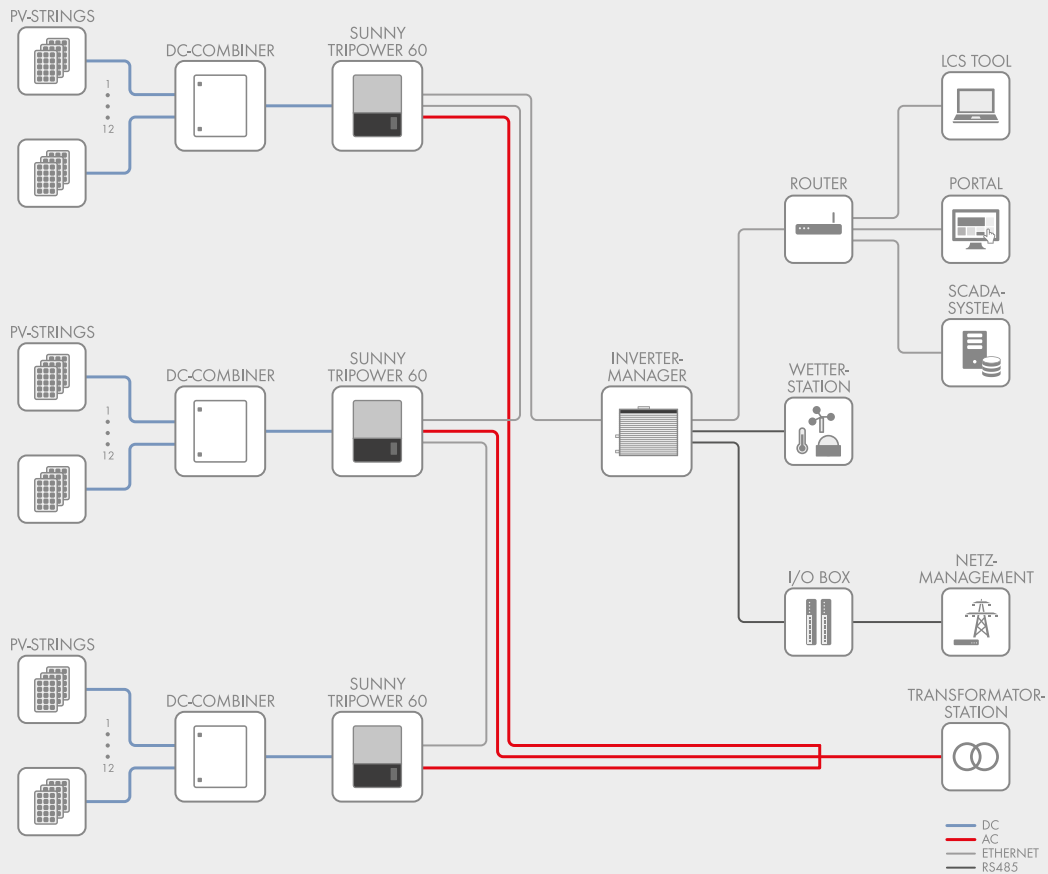 PV-STRINGS
DC-COMBINER
SUNNY
TRIPOWER 60
1
12
LCS TOOL
ROUTER
PORTAL
SCADA-
SYSTEM
PV-STRINGS
DC-COMBINER
SUNNY
TRIPOWER 60
1
12
INVERTER-
MANAGER
WETTER-
STATION
I/O BOX
NETZ-
MANAGEMENT
PV-STRINGS
DC-COMBINER
SUNNY
TRIPOWER 60
1
12
TRANSFORMATOR-
STATION
DC
AC
ETHERNET
RS485